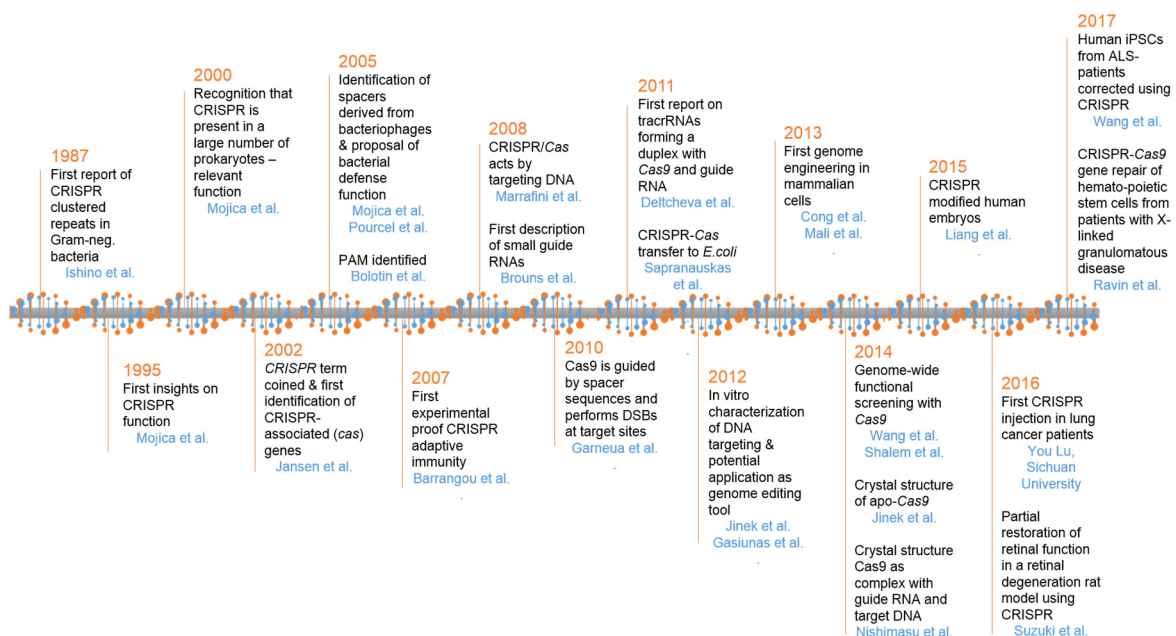 1987
First report of
CRISPR
clustered
repeats in
Gram-neg.
bacteria
Ishino et al.
1995
First insights on
CRISPR
function
Mojica et al.
2000
Recognition that
CRISPR is
present in a
large number of
prokaryotes –
relevant
function
Mojica et al.
2002
CRISPR term
coined & first
identification of
CRISPR-
associated (cas)
genes
Jansen et al.
2005
Identification of
spacers
derived from
bacteriophages
& proposal of
bacterial
defense
function
Mojica et al.
Pourcel et al.
PAM identified
Bolotin et al.
2007
First
experimental
proof CRISPR
adaptive
immunity
Barrangou et al.
2008
CRISPR/Cas
acts by
targeting DNA
Marrafini et al.
First description
of small guide
RNAs
Brouns et al.
2010
Cas9 is guided
by spacer
sequences and
performs DSBs
at target sites
Garneua et al.
2011
First report on
tracrRNAs
forming a
duplex with
Cas9 and guide
RNA
Deltcheva et al.
CRISPR-Cas
transfer to E.coli
Sapranauskas
et al.
2012
In vitro
characterization
of DNA
targeting &
potential
application as
genome editing
tool
Jinek et al.
Gasiunas et al.
2013
First genome
engineering in
mammalian
cells
Cong et al.
Mali et al.
2014
Genome-wide
functional
screening with
Cas9
Wang et al.
Shalem et al.
Crystal structure
of apo-Cas9
Jinek et al.
Crystal structure
Cas9 as
complex with
guide RNA and
target DNA
Nishimasu et al.
2015
CRISPR
modified human
embryos
Liang et al.
2016
First CRISPR
injection in lung
cancer patients
You Lu,
Sichuan
University
Partial
restoration of
retinal function
in a retinal
degeneration rat
model using
CRISPR
Suzuki et al.
2017
Human iPSCs
from ALS-
patients
corrected using
CRISPR
Wang et al.
CRISPR-Cas9
gene repair of
hemato-poietic
stem cells from
patients with X-
linked
granulomatous
disease
Ravin et al.